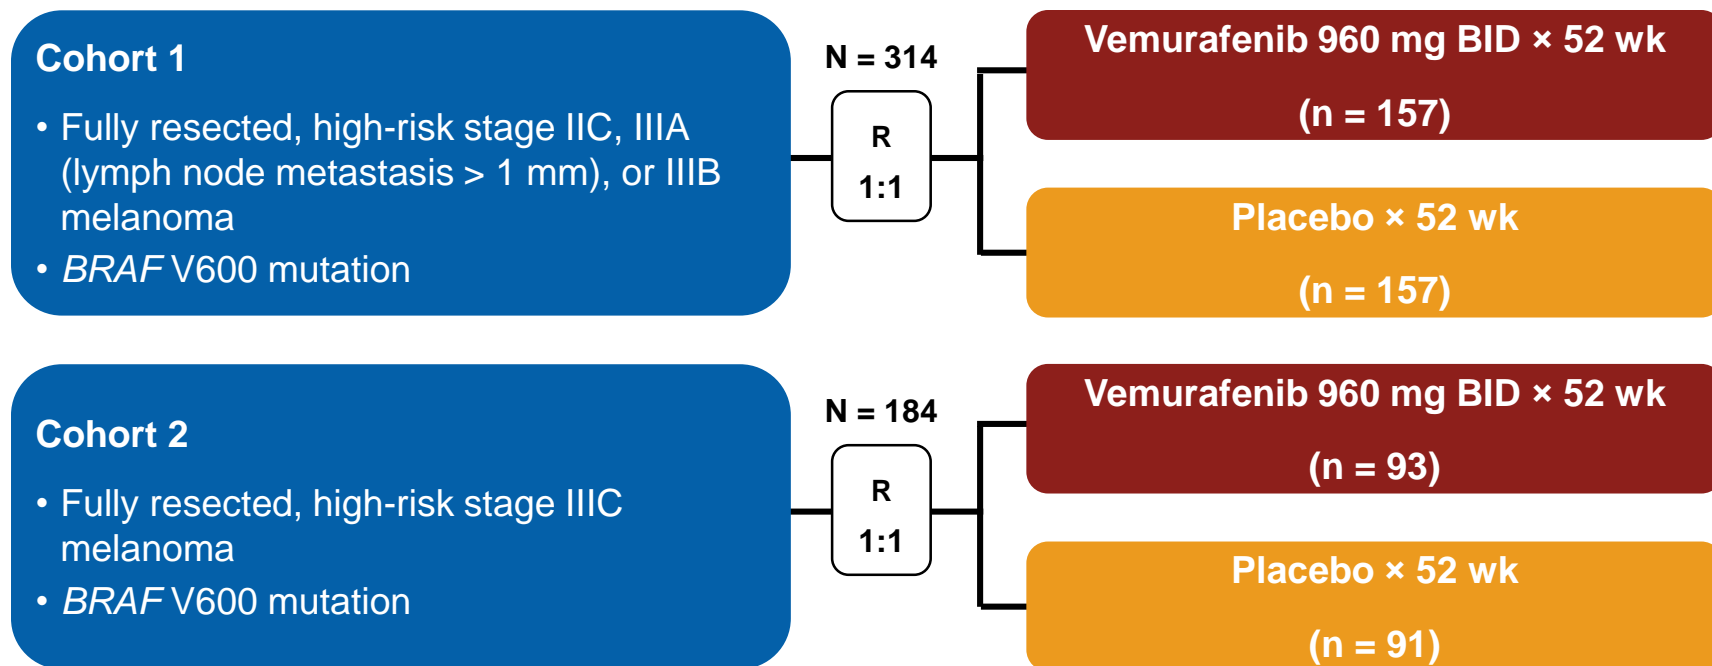 Cohort 1
• Fully resected, high-risk stage IIC, IIIA
(lymph node metastasis > 1 mm), or IIIB
melanoma
• BRAF V600 mutation
N = 314
R
1:1
Vemurafenib 960 mg BID × 52 wk
(n = 157)
Placebo × 52 wk
(n = 157)
Cohort 2
• Fully resected, high-risk stage IIIC
melanoma
• BRAF V600 mutation
N = 184
R
1:1
Vemurafenib 960 mg BID × 52 wk
(n = 93)
Placebo × 52 wk
(n = 91)